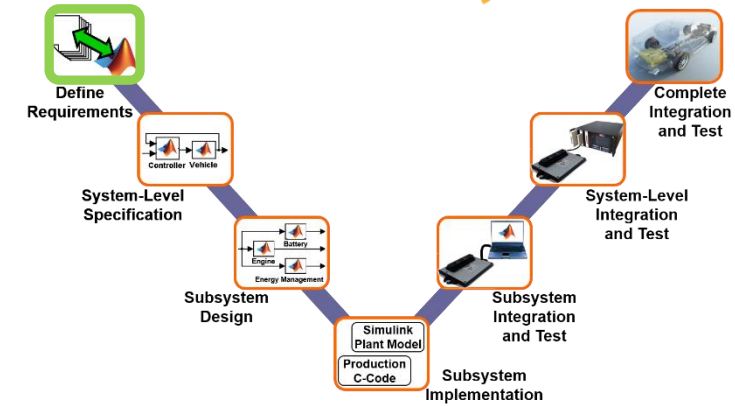 Define
Requirements
Controller Vehicle
System-Level
Specification
Battery
Engine
Energy Management
Subsystem
Design
Simulink
Plant Model
Production
C-Code
Subsystem
Implementation
Subsystem
Integration
and Test
System-Level
Integration
and Test
Complete
Integration
and Test